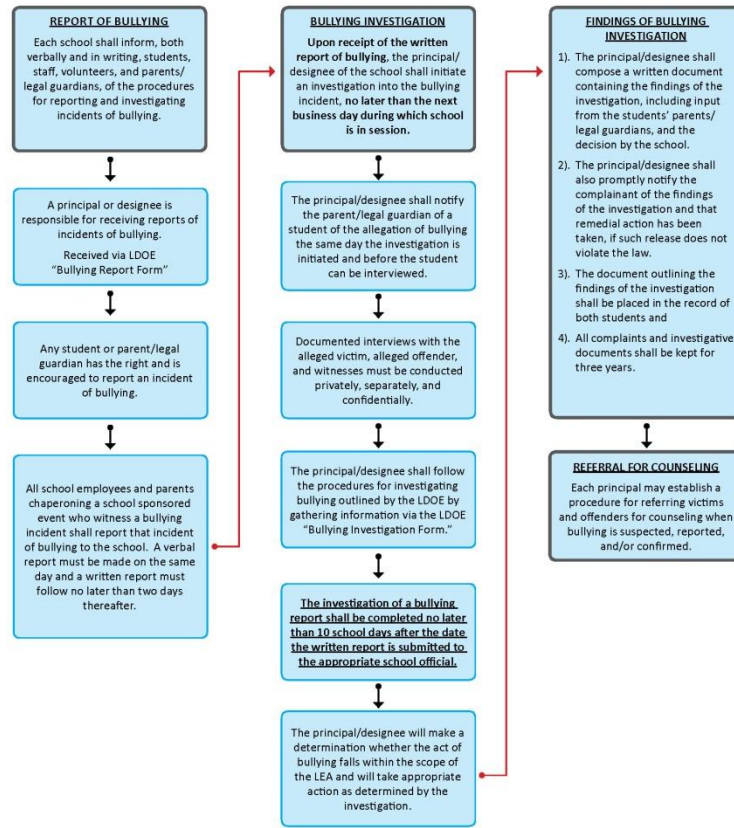 REPORT OF BULLYING
Each school shall inform, both
verbally and in writing, students,
staff, volunteers, and parents/
legal guardians, of the procedures
for reporting and investigating
incidents of bullying.
A principal or designee is
responsible for receiving reports of
incidents of bullying.
Received via LDOE
“Bullying Report Form”
Any student or parent/legal
guardian has the right and is
encouraged to report an incident
of bullying.
All school employees and parents
chaperoning a school sponsored
event who witness a bullying
incident shall report that incident
of bullying to the school. A verbal
report must be made on the same
day and a written report must
follow no later than two days
thereafter.
BULLYING INVESTIGATION
Upon receipt of the written
report of bullying, the principal/
designee of the school shall initiate
an investigation into the bullying
incident, no later than the next
business day during which school
is in session.
The principal/designee shall notify
the parent/legal guardian of a
student of the allegation of bullying
the same day the investigation is
initiated and before the student
can be interviewed.
Documented interviews with the
alleged victim, alleged offender,
and witnesses must be conducted
privately, separately, and
confidentially.
The principal/designee shall follow
the procedures for investigating
bullying outlined by the LDOE by
gathering information via the LDOE
“Bullying Investigation Form.”
The investigation of a bullying
report shall be completed no later
than 10 school days after the date
the written report is submitted to
the appropriate school official.
The principal/designee will make a
determination whether the act of
bullying falls within the scope of
the LEA and will take appropriate
action as determined by the
investigation.
FINDINGS OF BULLYING
INVESTIGATION
1). The principal/designee shall
compose a written document
containing the findings of the
investigation, including input
from the students’ parents/
legal guardians, and the
decision by the school.
2). The principal/designee shall
also promptly notify the
complainant of the findings
of the investigation and that
remedial action has been
taken, if such release does not
violate the law.
3). The document outlining the
findings of the investigation
shall be placed in the record of
both students and
4). All complaints and investigative
documents shall be kept for
three years.
REFERRAL FOR COUNSELING
Each principal may establish a
procedure for referring victims
and offenders for counseling when
bullying is suspected, reported,
and/or confirmed.